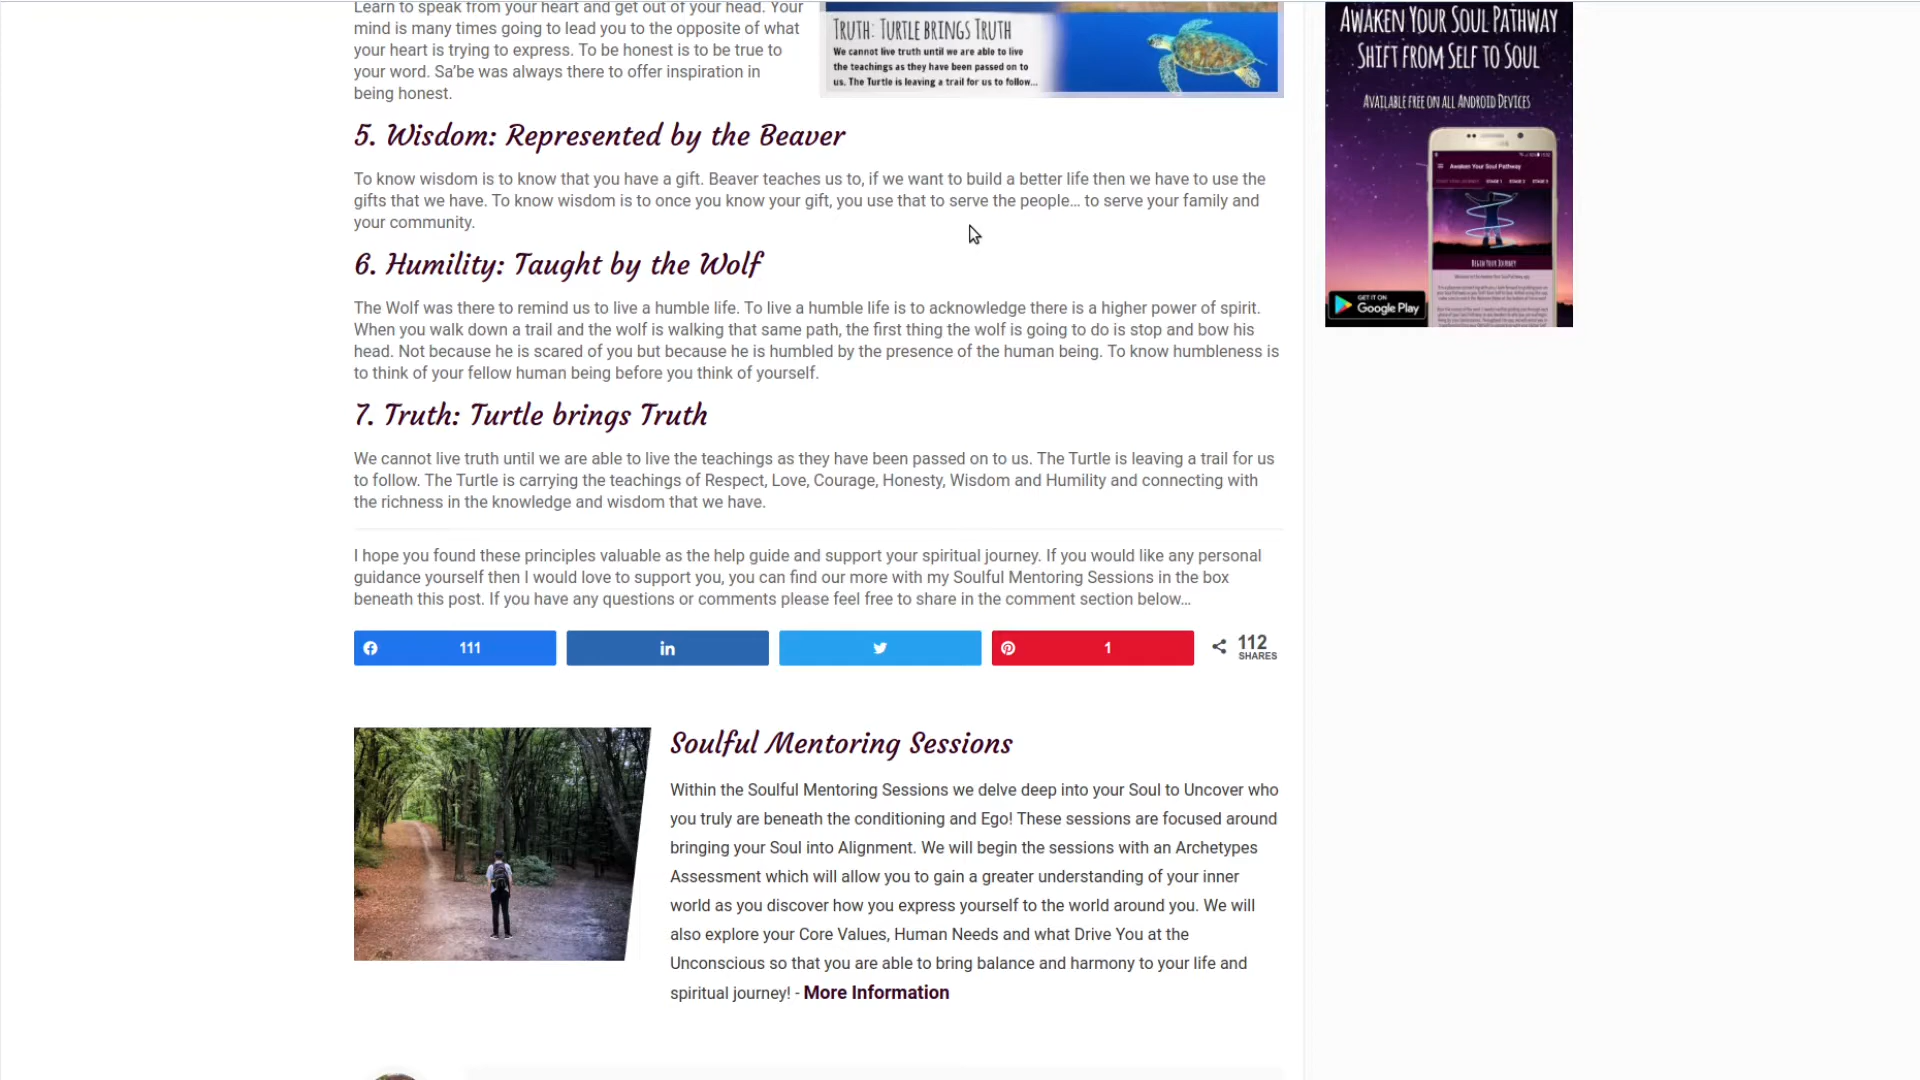 Learn to speak from your heart and get out of your head. Your
mind is many times going to lead you to the opposite of what
your heart is trying to express. To be honest is to be true to
your word. Sa'be was always there to offer inspiration in
being honest.
TRUTH: TURTLE BRINGS TRUTH
We cannot live truth until we are able to live
the teachings as they have been passed on to
us. The Turtle is leaving a trail for us to follow...
5. Wisdom: Represented by the Beaver
To know wisdom is to know that you have a gift. Beaver teaches us to, if we want to build a better life then we have to use the
gifts that we have. To know wisdom is to once you know your gift, you use that to serve the people… to serve your family and
your community.
6. Humility: Taught by the Wolf
The Wolf was there to remind us to live a humble life. To live a humble life is to acknowledge there is a higher power of spirit.
When you walk down a trail and the wolf is walking that same path, the first thing the wolf is going to do is stop and bow his
head. Not because he is scared of you but because he is humbled by the presence of the human being. To know humbleness is
to think of your fellow human being before you think of yourself.
7. Truth: Turtle brings Truth
We cannot live truth until we are able to live the teachings as they have been passed on to us. The Turtle is leaving a trail for us
to follow. The Turtle is carrying the teachings of Respect, Love, Courage, Honesty, Wisdom and Humility and connecting with
the richness in the knowledge and wisdom that we have.
I hope you found these principles valuable as the help guide and support your spiritual journey. If you would like any personal
guidance yourself then I would love to support you, you can find our more with my Soulful Mentoring Sessions in the box
beneath this post. If you have any questions or comments please feel free to share in the comment section below…
111
in
1
112
SHARES
Soulful Mentoring Sessions
Within the Soulful Mentoring Sessions we delve deep into your Soul to Uncover who
you truly are beneath the conditioning and Ego! These sessions are focused around
bringing your Soul into Alignment. We will begin the sessions with an Archetypes
Assessment which will allow you to gain a greater understanding of your inner
world as you discover how you express yourself to the world around you. We will
also explore your Core Values, Human Needs and what Drive You at the
Unconscious so that you are able to bring balance and harmony to your life and
spiritual journey! - More Information
AWAKEN YOUR SOUL PATHWAY
SHIFT FROM SELF TO SOUL
AVAILABLE FREE ON ALL ANDROID DEVICES
Awaken Your Soul Pathway
STAGE 1 STAGE 2 STAGE 3
BEGIN YOUR JOURNEY
GET IT ON
Google Play